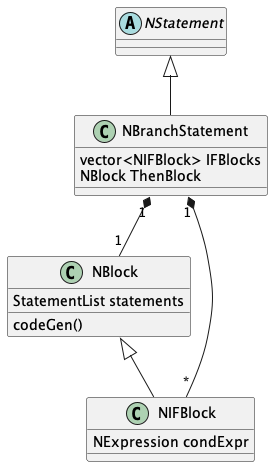 A NStatement
C NBranchStatement
vector<NIFBlock> IFBlocks
NBlock ThenBlock
1 1
1
C NBlock
StatementList statements
codeGen()
*
C NIFBlock
NExpression condExpr